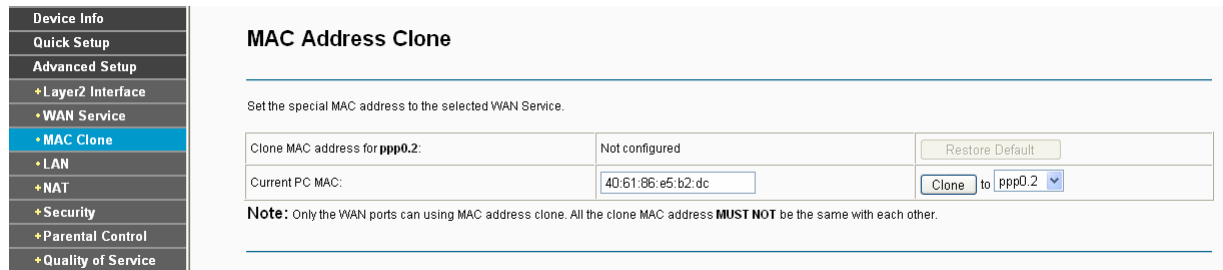 Device Info
Quick Setup
Advanced Setup
+Layer2 Interface
•WAN Service
•MAC Clone
•LAN
+NAT
+Security
+Parental Control
+Quality of Service
MAC Address Clone
Set the special MAC address to the selected WAN Service.
Clone MAC address for ppp0.2: Not configured Restore Default
Current PC MAC: 40:61:86:e5:b2:dc Clone to ppp0.2
Note: Only the WAN ports can using MAC address clone. All the clone MAC address MUST NOT be the same with each other.